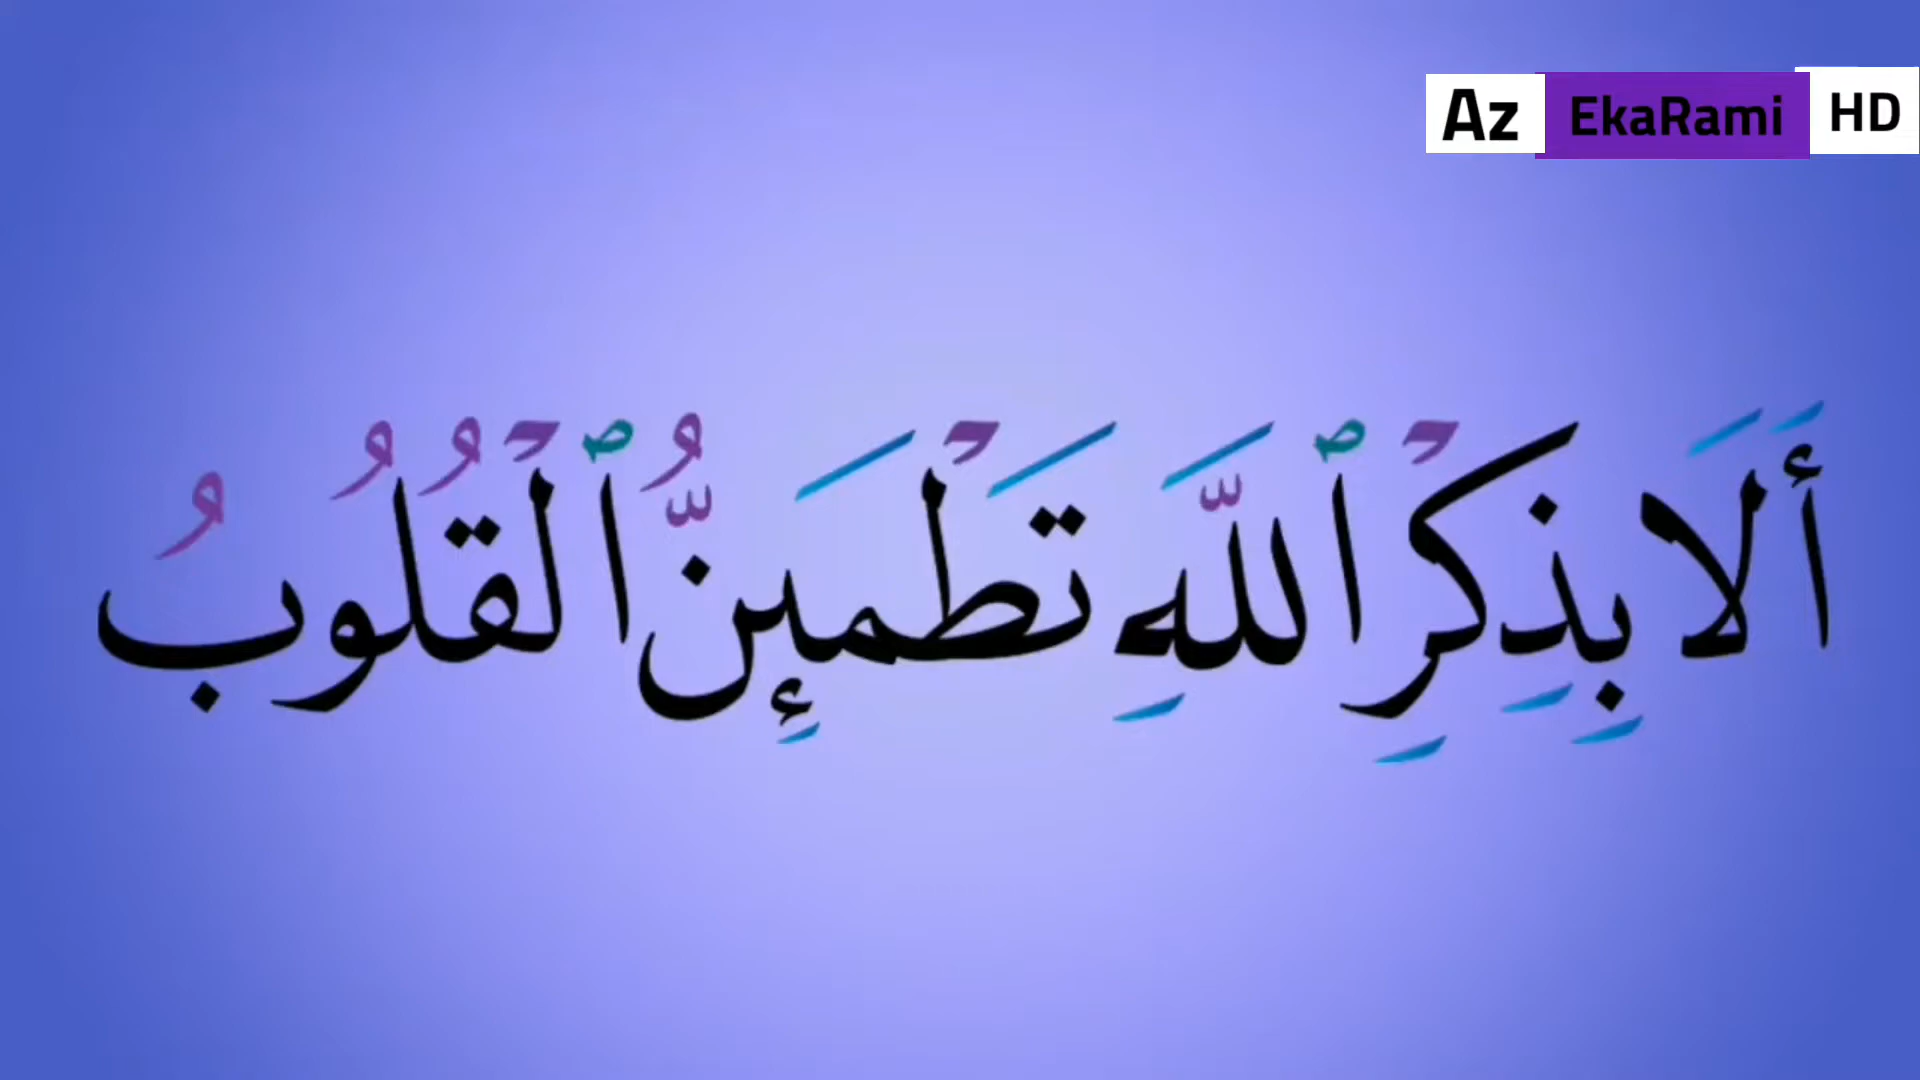 Az EkaRami HD
أَلَا بِذِكْرِ ٱللَّهِ تَطْمَئِنُّ ٱلْقُلُوبُ